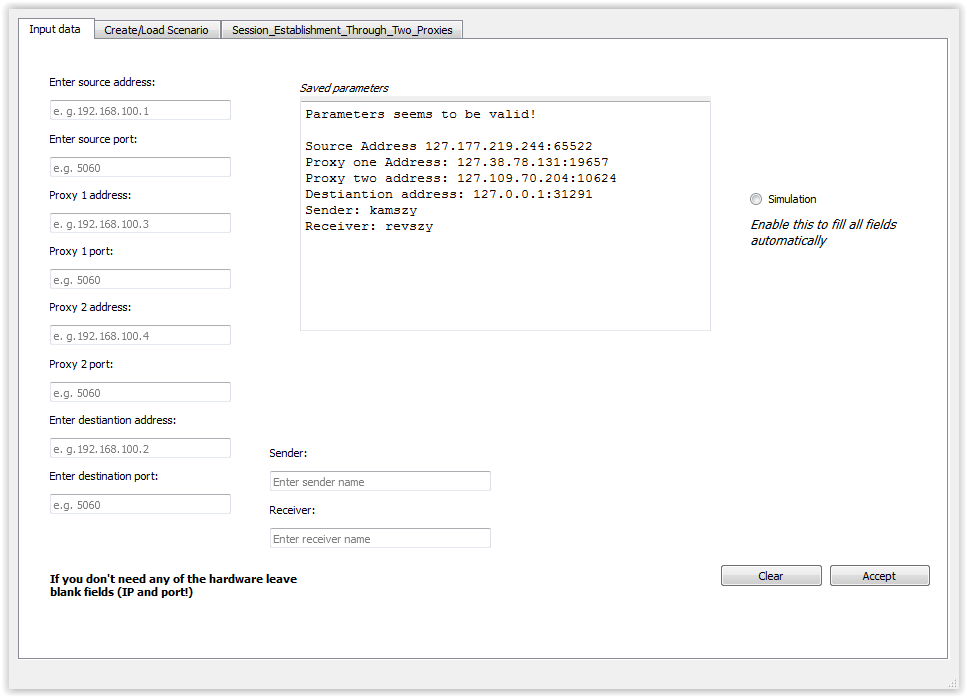 Input data
Create/Load Scenario
Session_Establishment_Through_Two_Proxies
Enter source address:
e. g.192.168.100.1
Enter source port:
e.g. 5060
Proxy 1 address:
e. g.192.168.100.3
Proxy 1 port:
e.g. 5060
Proxy 2 address:
e. g.192.168.100.4
Proxy 2 port:
e.g. 5060
Enter destiantion address:
e. g.192.168.100.2
Enter destination port:
e.g. 5060
Saved parameters
Parameters seems to be valid!
Source Address 127.177.219.244:65522
Proxy one Address: 127.38.78.131:19657
Proxy two address: 127.109.70.204:10624
Destiantion address: 127.0.0.1:31291
Sender: kamszy
Receiver: revszy
Simulation
Enable this to fill all fields
automatically
Sender:
Enter sender name
Receiver:
Enter receiver name
If you don't need any of the hardware leave
blank fields (IP and port!)
Clear
Accept